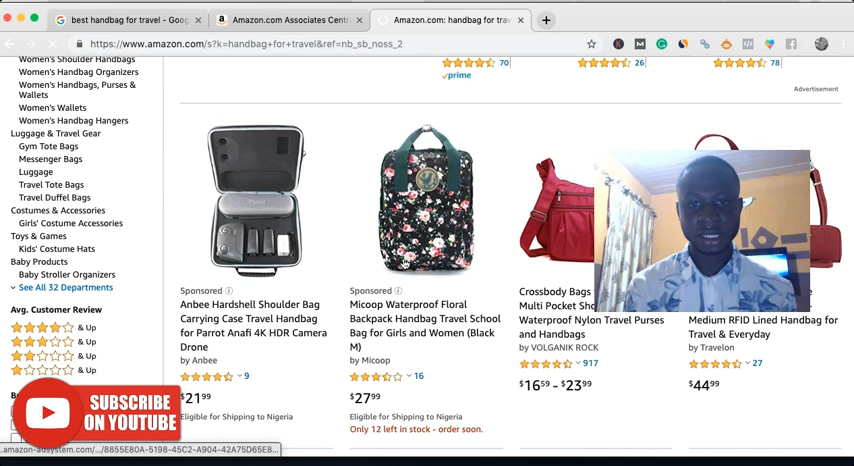 best handbag for travel - Goog
Amazon.com Associates Centr
Amazon.com: handbag for trav
https://www.amazon.com/s?k=handbag+for+travel&ref=nb_sb_noss_2
Women's Shoulder Handbags
Women's Handbag Organizers
Women's Handbags, Purses &
Wallets
Women's Wallets
Women's Handbag Hangers
Luggage & Travel Gear
Gym Tote Bags
Messenger Bags
Luggage
Travel Tote Bags
Travel Duffel Bags
Costumes & Accessories
Girls' Costume Accessories
Toys & Games
Kids' Costume Hats
Baby Products
Baby Stroller Organizers
See All 32 Departments
Avg. Customer Review
& Up
& Up
& Up
& Up
70
prime
26
78
Advertisement
Sponsored
Anbee Hardshell Shoulder Bag
Carrying Case Travel Handbag
for Parrot Anafi 4K HDR Camera
Drone
by Anbee
9
$21 99
Eligible for Shipping to Nigeria
Sponsored
Micoop Waterproof Floral
Backpack Handbag Travel School
Bag for Girls and Women (Black
M)
by Micoop
16
$27 99
Eligible for Shipping to Nigeria
Only 12 left in stock - order soon.
Crossbody Bags
Multi Pocket Sho
Waterproof Nylon Travel Purses
and Handbags
by VOLGANIK ROCK
917
$16 59 - $23 99
Medium RFID Lined Handbag for
Travel & Everyday
by Travelon
27
$44 99
SUBSCRIBE
ON YOUTUBE
.amazon-adsystem.com/.../8855E80A-5198-45C2-A904-42A75D65E8...